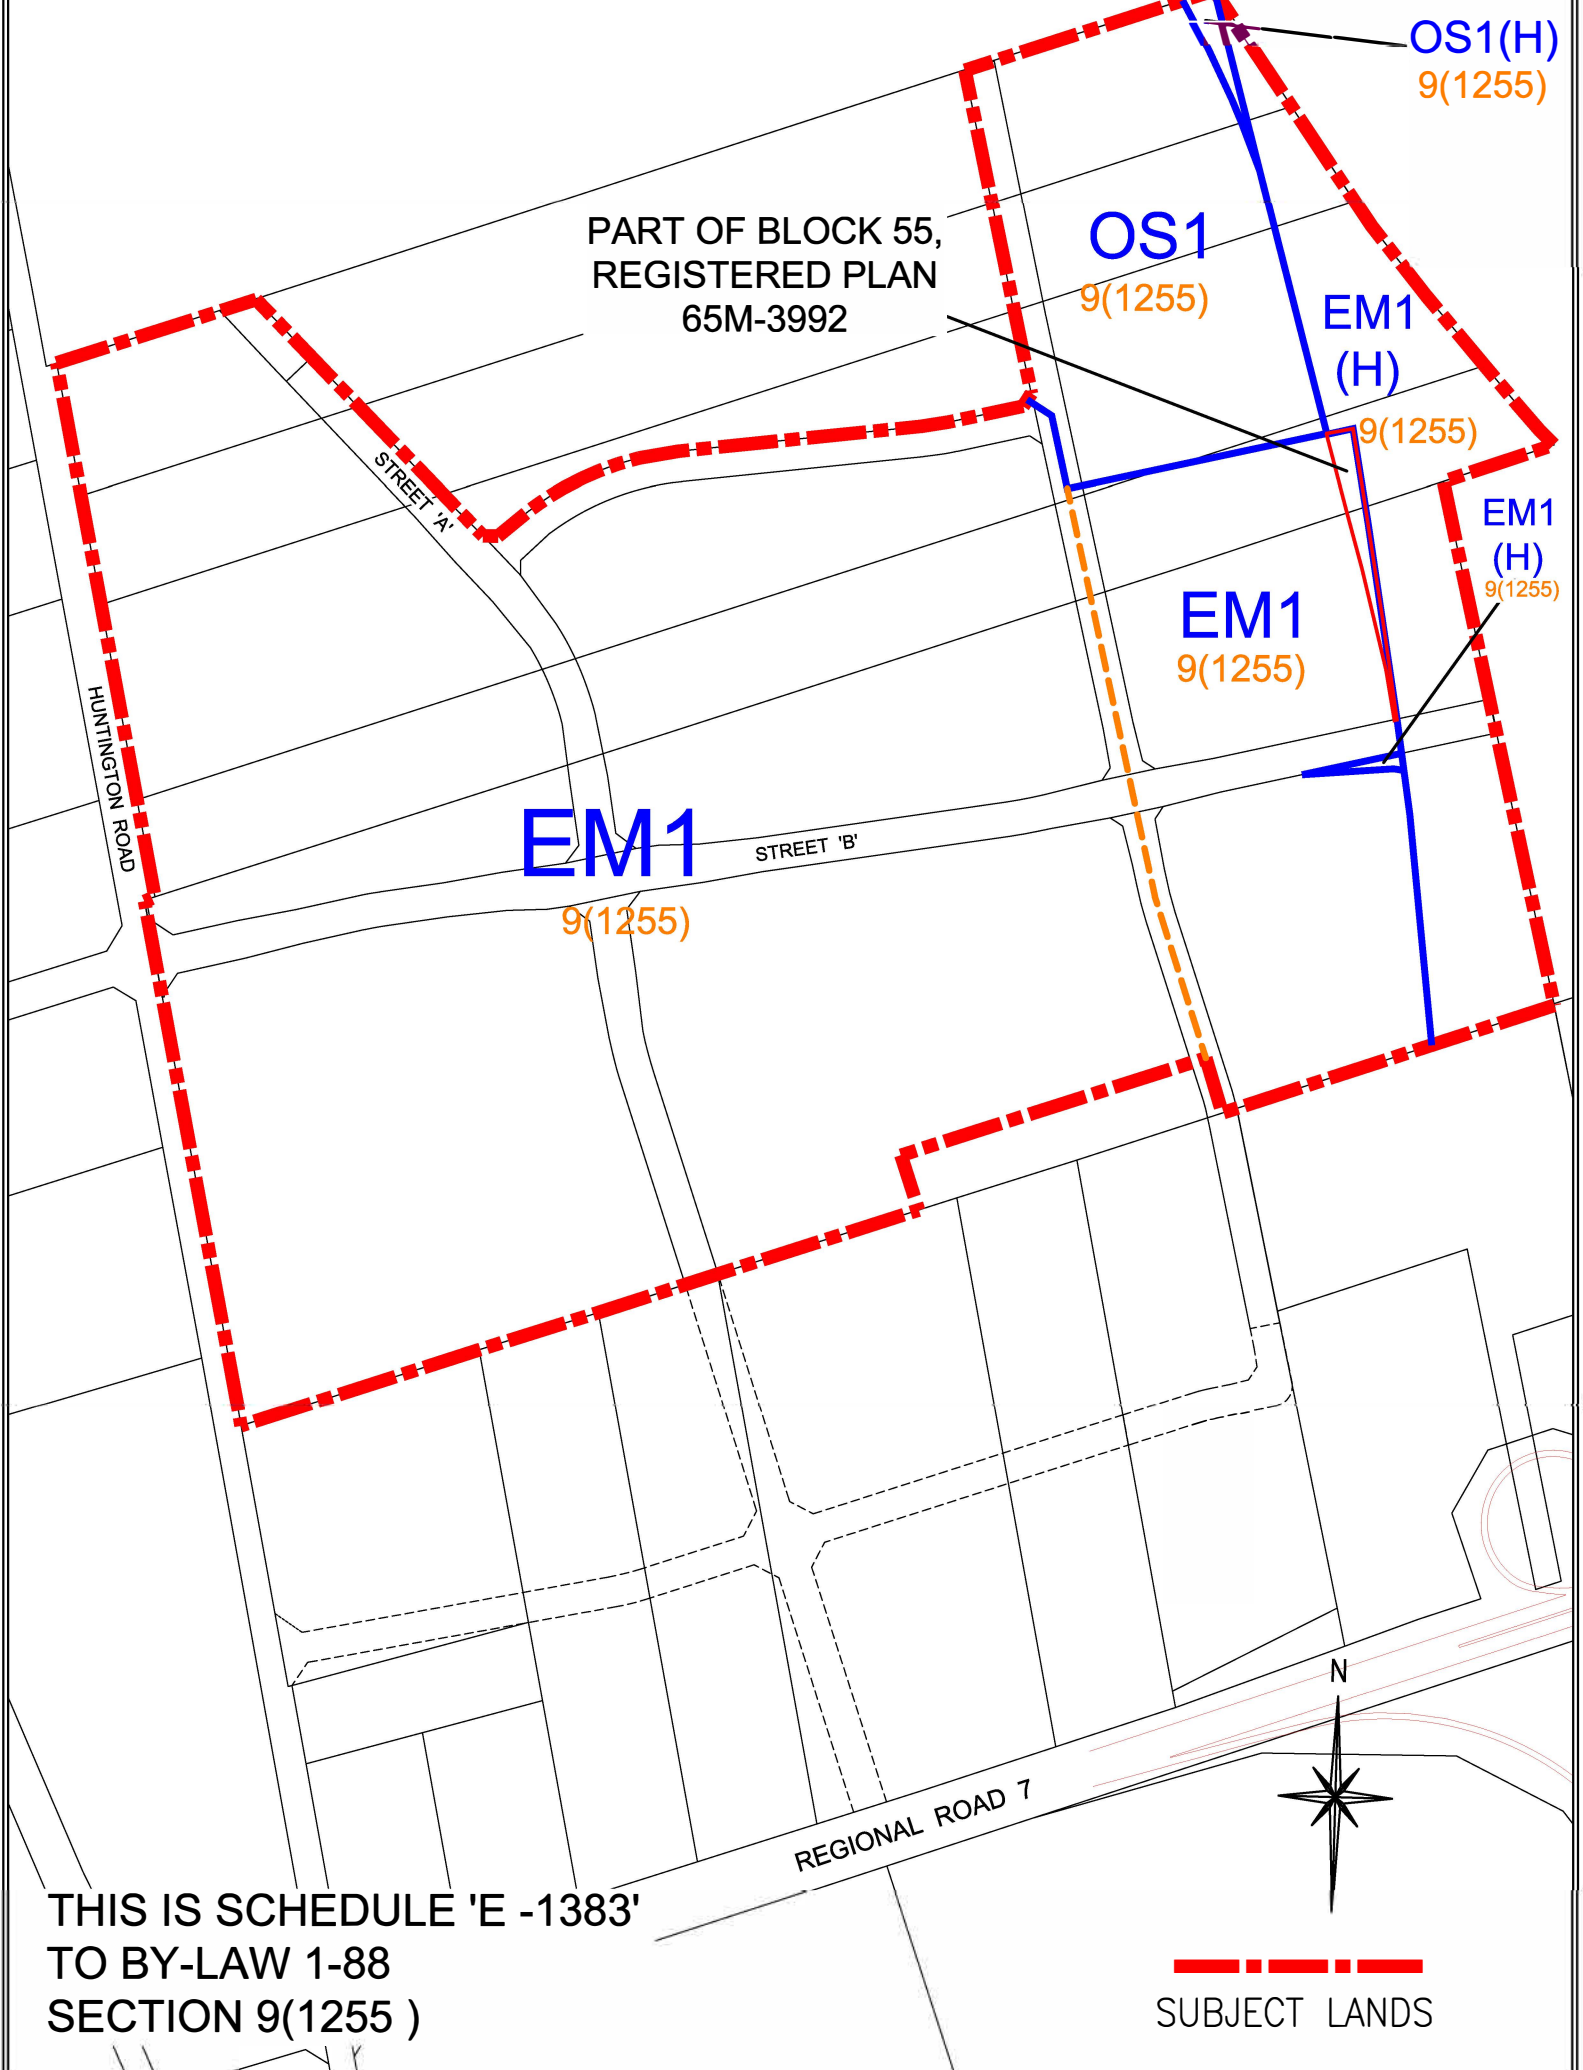 OS1(H)
9(1255)
PART OF BLOCK 55,
REGISTERED PLAN
65M-3992
OS1
9(1255)
EM1
(H)
9(1255)
EM1
(H)
9(1255)
STREET 'A'
EM1
9(1255)
HUNTINGTON ROAD
EM1
9(1255)
STREET 'B'
N
REGIONAL ROAD 7
THIS IS SCHEDULE 'E -1383'
TO BY-LAW 1-88
SECTION 9(1255 )
SUBJECT LANDS